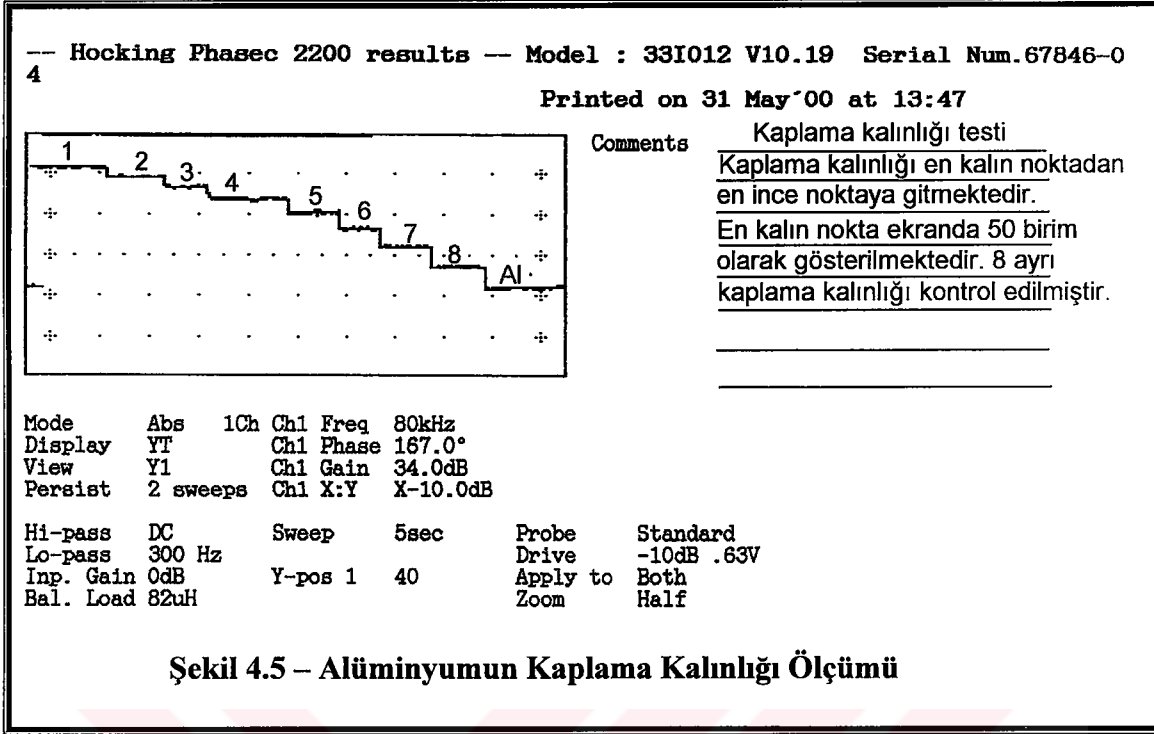 -- Hocking Phasec 2200 results -- Model : 33I012 V10.19 Serial Num.67846-0
4
Printed on 31 May´00 at 13:47
1 2 3 4 5 6 7 8 Al
Comments
Kaplama kalınlığı testi
Kaplama kalınlığı en kalın noktadan
en ince noktaya gitmektedir.
En kalın nokta ekranda 50 birim
olarak gösterilmektedir. 8 ayrı
kaplama kalınlığı kontrol edilmiştir.
Mode Abs 1Ch Ch1 Freq 80kHz
Display YT Ch1 Phase 167.0°
View Y1 Ch1 Gain 34.0dB
Persist 2 sweeps Ch1 X:Y X-10.0dB
Hi-pass DC Sweep 5sec Probe Standard
Lo-pass 300 Hz Drive -10dB .63V
Inp. Gain 0dB Y-pos 1 40 Apply to Both
Bal. Load 82uH Zoom Half
Şekil 4.5 – Alüminyumun Kaplama Kalınlığı Ölçümü